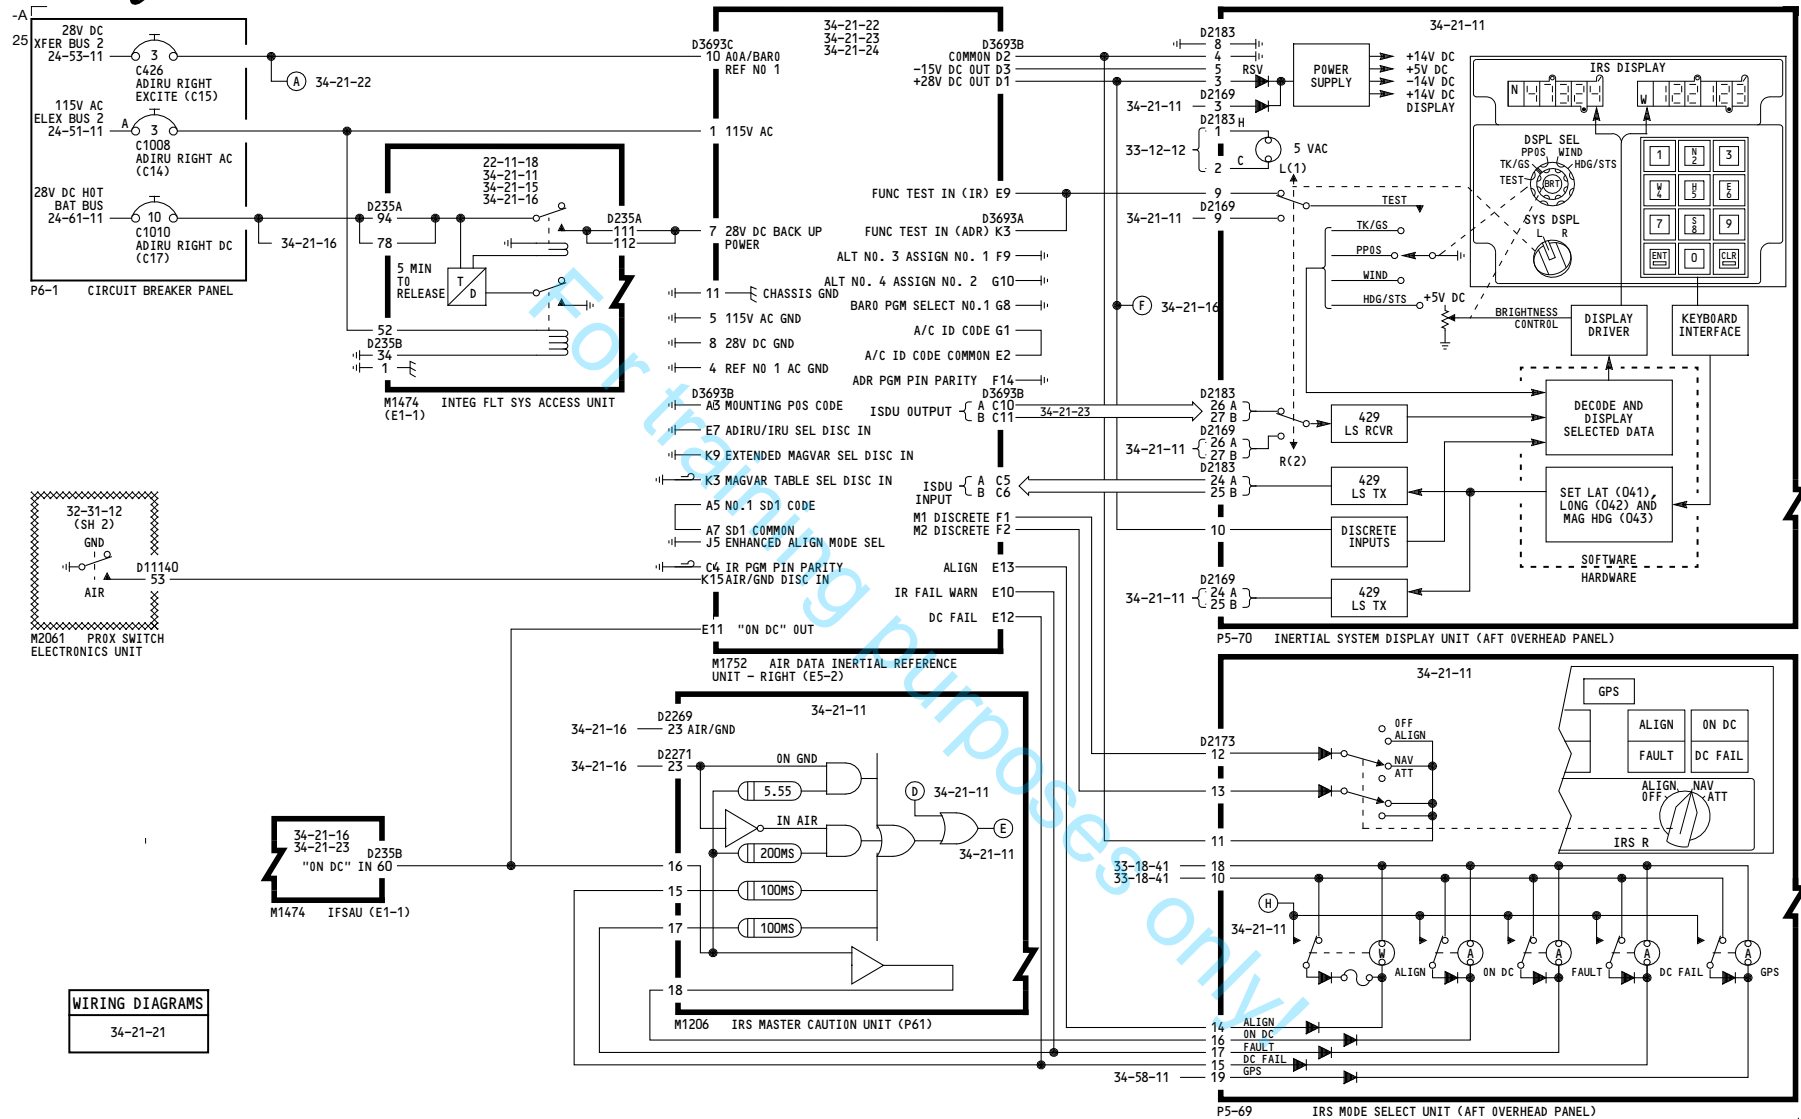 -A
25
28V DC
XFER BUS 2
24-53-11
3
C426
ADIRU RIGHT
EXCITE (C15)
A 34-21-22
115V AC
ELEX BUS 2
24-51-11
A
3
C1008
ADIRU RIGHT AC
(C14)
28V DC HOT
BAT BUS
24-61-11
10
C1010
ADIRU RIGHT DC
(C17)
34-21-16
P6-1 CIRCUIT BREAKER PANEL
22-11-18
34-21-11
34-21-15
34-21-16
D235A
94
78
D235A
111
112
5 MIN
TO
RELEASE
T
D
52
D235B
34
1
M1474
(E1-1)
INTEG FLT SYS ACCESS UNIT
32-31-12
(SH 2)
GND
AIR
D11140
53
M2061 PROX SWITCH
ELECTRONICS UNIT
34-21-22
34-21-23
34-21-24
D3693C
10 AOA/BARO
REF NO 1
1 115V AC
7 28V DC BACK UP
POWER
11 CHASSIS GND
5 115V AC GND
8 28V DC GND
4 REF NO 1 AC GND
D3693B
A3 MOUNTING POS CODE
E7 ADIRU/IRU SEL DISC IN
K9 EXTENDED MAGVAR SEL DISC IN
K3 MAGVAR TABLE SEL DISC IN
A5 NO.1 SD1 CODE
A7 SD1 COMMON
J5 ENHANCED ALIGN MODE SEL
C4 IR PGM PIN PARITY
K15 AIR/GND DISC IN
E11 "ON DC" OUT
D3693B
COMMON D2
-15V DC OUT D3
+28V DC OUT D1
FUNC TEST IN (IR) E9
D3693A
FUNC TEST IN (ADR) K3
ALT NO. 3 ASSIGN NO. 1 F9
ALT NO. 4 ASSIGN NO. 2 G10
BARO PGM SELECT NO.1 G8
A/C ID CODE G1
A/C ID CODE COMMON E2
ADR PGM PIN PARITY F14
D3693B
ISDU OUTPUT
A C10
B C11
34-21-23
ISDU
INPUT
A C5
B C6
M1 DISCRETE F1
M2 DISCRETE F2
ALIGN E13
IR FAIL WARN E10
DC FAIL E12
M1752 AIR DATA INERTIAL REFERENCE
UNIT - RIGHT (E5-2)
34-21-11
D2183
8
4
5
3
RSV
34-21-11
D2169
3
POWER
SUPPLY
+14V DC
+5V DC
-14V DC
+14V DC
DISPLAY
D2183
1
H
33-12-12
2
C
5 VAC
L(1)
9
34-21-11
D2169
9
TEST
TK/GS
PPOS
WIND
HDG/STS
+5V DC
F 34-21-16
BRIGHTNESS
CONTROL
DISPLAY
DRIVER
KEYBOARD
INTERFACE
IRS DISPLAY
N 47324
W 122123
DSPL SEL
PPOS WIND
TK/GS HDG/STS
TEST
BRT
SYS DSPL
L R
1
N
2
3
W
4
H
5
E
6
7
S
8
9
ENT
0
CLR
D2183
26 A
27 B
34-21-11
D2169
26 A
27 B
R(2)
D2183
24 A
25 B
10
34-21-11
D2169
24 A
25 B
429
LS RCVR
429
LS TX
DISCRETE
INPUTS
429
LS TX
DECODE AND
DISPLAY
SELECTED DATA
SET LAT (041),
LONG (042) AND
MAG HDG (043)
SOFTWARE
HARDWARE
P5-70 INERTIAL SYSTEM DISPLAY UNIT (AFT OVERHEAD PANEL)
34-21-11
34-21-16
D2269
23 AIR/GND
34-21-16
D2271
23
ON GND
5.55
IN AIR
200MS
100MS
100MS
D 34-21-11
E
34-21-11
16
15
17
18
M1206 IRS MASTER CAUTION UNIT (P61)
34-21-16
34-21-23
D235B
"ON DC" IN 60
M1474 IFSAU (E1-1)
WIRING DIAGRAMS
34-21-21
34-21-11
D2173
12
13
11
OFF
ALIGN
NAV
ATT
GPS
ALIGN
ON DC
FAULT
DC FAIL
ALIGN NAV
OFF ATT
IRS R
33-18-41 18
33-18-41 10
H
34-21-11
W
ALIGN
A
ON DC
A
FAULT
A
DC FAIL
A
GPS
14 ALIGN
16 ON DC
17 FAULT
15 DC FAIL
34-58-11 19 GPS
P5-69 IRS MODE SELECT UNIT (AFT OVERHEAD PANEL)
For training purposes only!